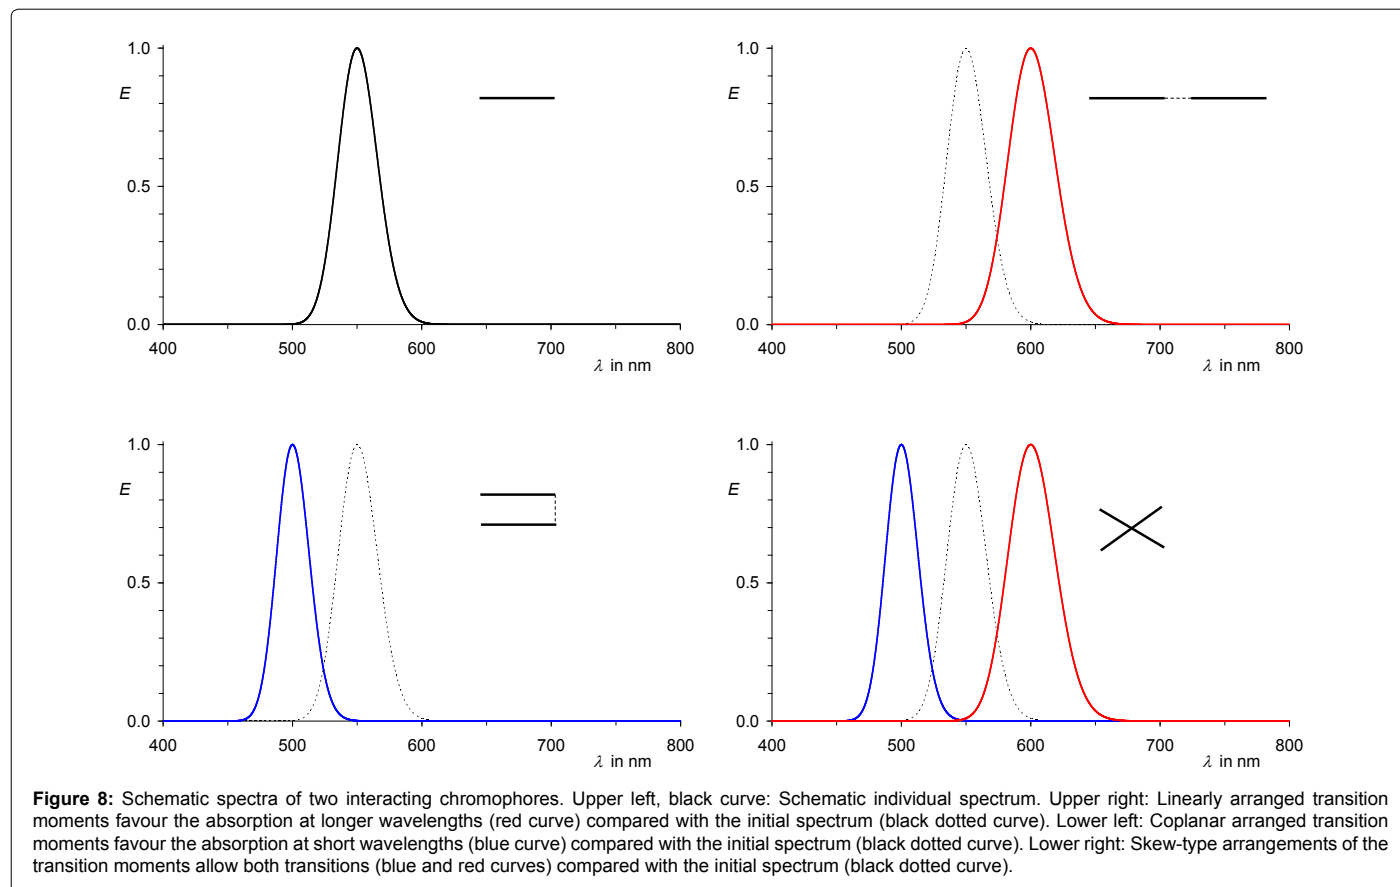 1.0
E
0.5
0.0
400 500 600 700 800
λ in nm
1.0
E
0.5
0.0
400 500 600 700 800
λ in nm
1.0
E
0.5
0.0
400 500 600 700 800
λ in nm
1.0
E
0.5
0.0
400 500 600 700 800
λ in nm
Figure 8: Schematic spectra of two interacting chromophores. Upper left, black curve: Schematic individual spectrum. Upper right: Linearly arranged transition
moments favour the absorption at longer wavelengths (red curve) compared with the initial spectrum (black dotted curve). Lower left: Coplanar arranged transition
moments favour the absorption at short wavelengths (blue curve) compared with the initial spectrum (black dotted curve). Lower right: Skew-type arrangements of the
transition moments allow both transitions (blue and red curves) compared with the initial spectrum (black dotted curve).